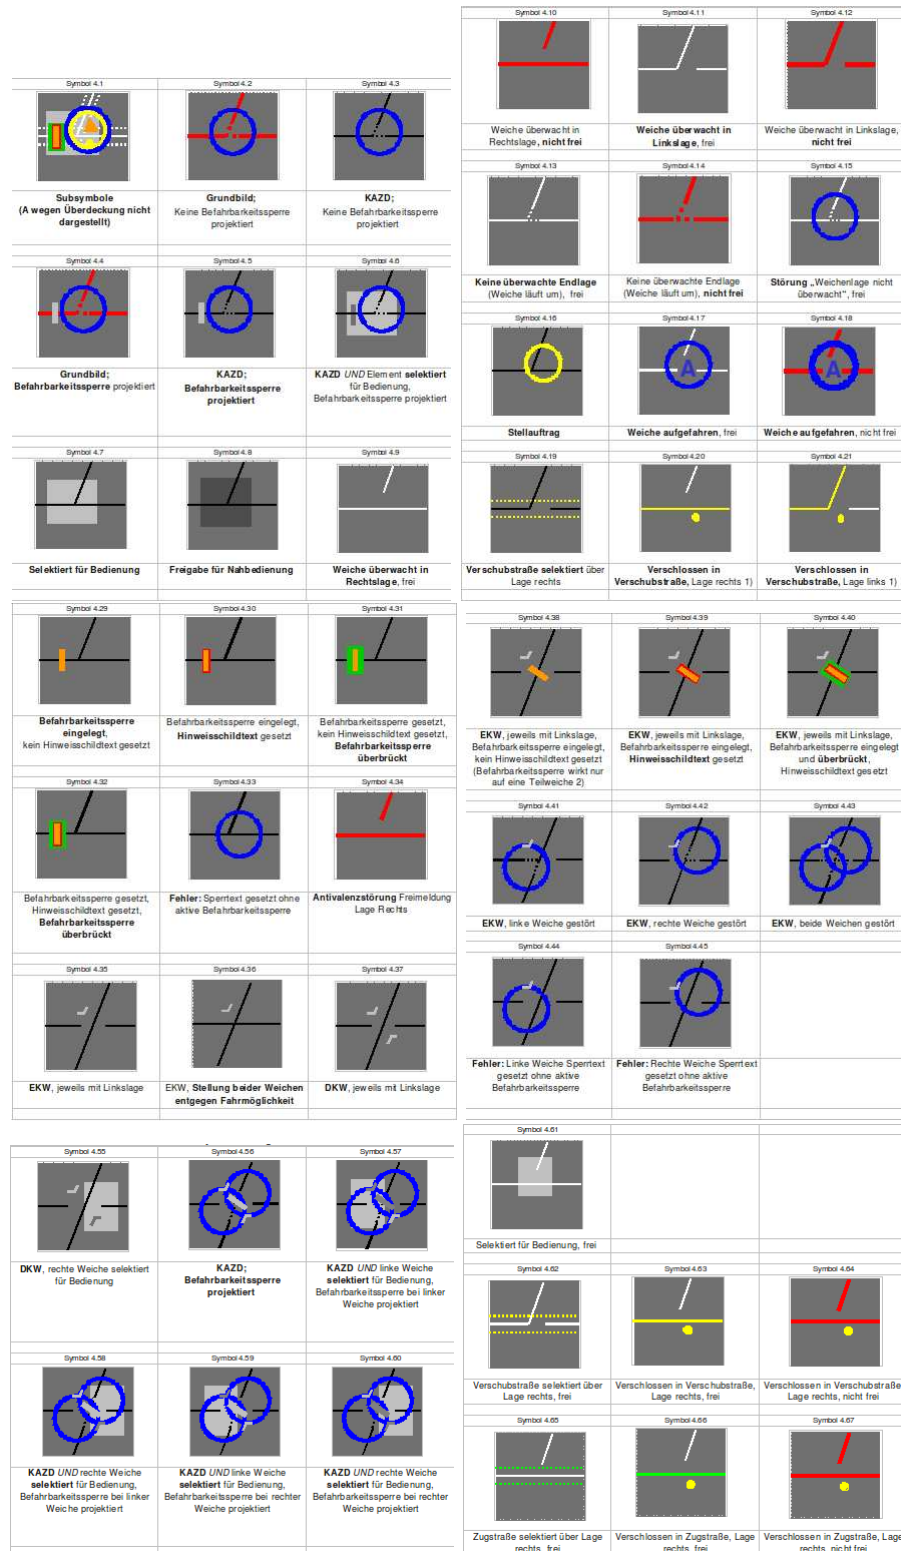 Symbol 4.1 Symbol 4.2 Symbol 4.3
Subsymbole
(A wegen Überdeckung nicht
dargestellt)
Grundbild;
Keine Befahrbarkeitssperre
projektiert
KAZD;
Keine Befahrbarkeitssperre
projektiert
Symbol 4.4 Symbol 4.5 Symbol 4.6
Grundbild;
Befahrbarkeitsperre projektiert
KAZD;
Befahrbarkeitssperre
projektiert
KAZD UND Element selektiert
für Bedienung,
Befahrbarkeitssperre projektiert
Symbol 4.7 Symbol 4.8 Symbol 4.9
Selektiert für Bedienung
Freigabe für Nahbedienung
Weiche überwacht in
Rechtslage, frei
Symbol 4.10 Symbol 4.11 Symbol 4.12
Weiche überwacht in
Rechtslage, nicht frei
Weiche überwacht in
Linkslage, frei
Weiche überwacht in Linkslage,
nicht frei
Symbol 4.13 Symbol 4.14 Symbol 4.15
Keine überwachte Endlage
(Weiche läuft um), frei
Keine überwachte Endlage
(Weiche läuft um), nicht frei
Störung „Weichenlage nicht
überwacht“, frei
Symbol 4.16 Symbol 4.17 Symbol 4.18
A
A
Stellauftrag
Weiche aufgefahren, frei
Weiche aufgefahren, nicht frei
Symbol 4.19 Symbol 4.20 Symbol 4.21
Verschubstraße selektiert über
Lage rechts
Verschlossen in
Verschubstraße, Lage rechts 1)
Verschlossen in
Verschubstraße, Lage links 1)
Symbol 4.29 Symbol 4.30 Symbol 4.31
Befahrbarkeitssperre
eingelegt,
kein Hinweisschildtext gesetzt
Befahrbarkeitssperre eingelegt,
Hinweisschildtext gesetzt
Befahrbarkeitssperre gesetzt,
kein Hinweisschildtext gesetzt,
Befahrbarkeitssperre
überbrückt
Symbol 4.32 Symbol 4.33 Symbol 4.34
Befahrbarkeitssperre gesetzt,
Hinweisschildtext gesetzt,
Befahrbarkeitssperre
überbrückt
Fehler: Sperrtext gesetzt ohne
aktive Befahrbarkeitssperre
Antivalenzstörung Freimeldung
Lage Rechts
Symbol 4.35 Symbol 4.36 Symbol 4.37
EKW, jeweils mit Linkslage
EKW, Stellung beider Weichen
entgegen Fahrmöglichkeit
DKW, jeweils mit Linkslage
Symbol 4.38 Symbol 4.39 Symbol 4.40
EKW, jeweils mit Linkslage,
Befahrbarkeitssperre eingelegt,
kein Hinweisschildtext gesetzt
(Befahrbarkeitssperre wirkt nur
auf eine Teilweiche 2)
EKW, jeweils mit Linkslage,
Befahrbarkeitssperre eingelegt,
Hinweisschildtext gesetzt
EKW, jeweils mit Linkslage,
Befahrbarkeitssperre eingelegt
und überbrückt,
Hinweisschildtext gesetzt
Symbol 4.41 Symbol 4.42 Symbol 4.43
EKW, linke Weiche gestört
EKW, rechte Weiche gestört
EKW, beide Weichen gestört
Symbol 4.44 Symbol 4.45
Fehler: Linke Weiche Sperrtext
gesetzt ohne aktive
Befahrbarkeitssperre
Fehler: Rechte Weiche Sperrtext
gesetzt ohne aktive
Befahrbarkeitssperre
Symbol 4.55 Symbol 4.56 Symbol 4.57
DKW, rechte Weiche selektiert
für Bedienung
KAZD;
Befahrbarkeitssperre
projektiert
KAZD UND linke Weiche
selektiert für Bedienung,
Befahrbarkeitssperre bei linker
Weiche projektiert
Symbol 4.58 Symbol 4.59 Symbol 4.60
KAZD UND rechte Weiche
selektiert für Bedienung,
Befahrbarkeitssperre bei linker
Weiche projektiert
KAZD UND linke Weiche
selektiert für Bedienung,
Befahrbarkeitssperre bei rechter
Weiche projektiert
KAZD UND rechte Weiche
selektiert für Bedienung,
Befahrbarkeitssperre bei rechter
Weiche projektiert
Symbol 4.61
Selektiert für Bedienung, frei
Symbol 4.62 Symbol 4.63 Symbol 4.64
Verschubstraße selektiert über
Lage rechts, frei
Verschlossen in Verschubstraße,
Lage rechts, frei
Verschlossen in Verschubstraße
Lage rechts, nicht frei
Symbol 4.65 Symbol 4.66 Symbol 4.67
Zugstraße selektiert über Lage
rechts, frei
Verschlossen in Zugstraße, Lage
rechts, frei
Verschlossen in Zugstraße, Lage
rechts, nicht frei